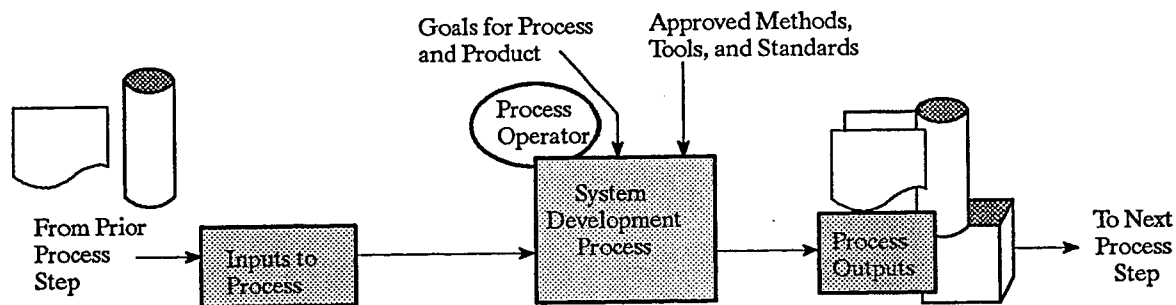 Goals for Process
and Product
Approved Methods,
Tools, and Standards
Process
Operator
From Prior
Process
Step
Inputs to
Process
System
Development
Process
Process
Outputs
To Next
Process
Step